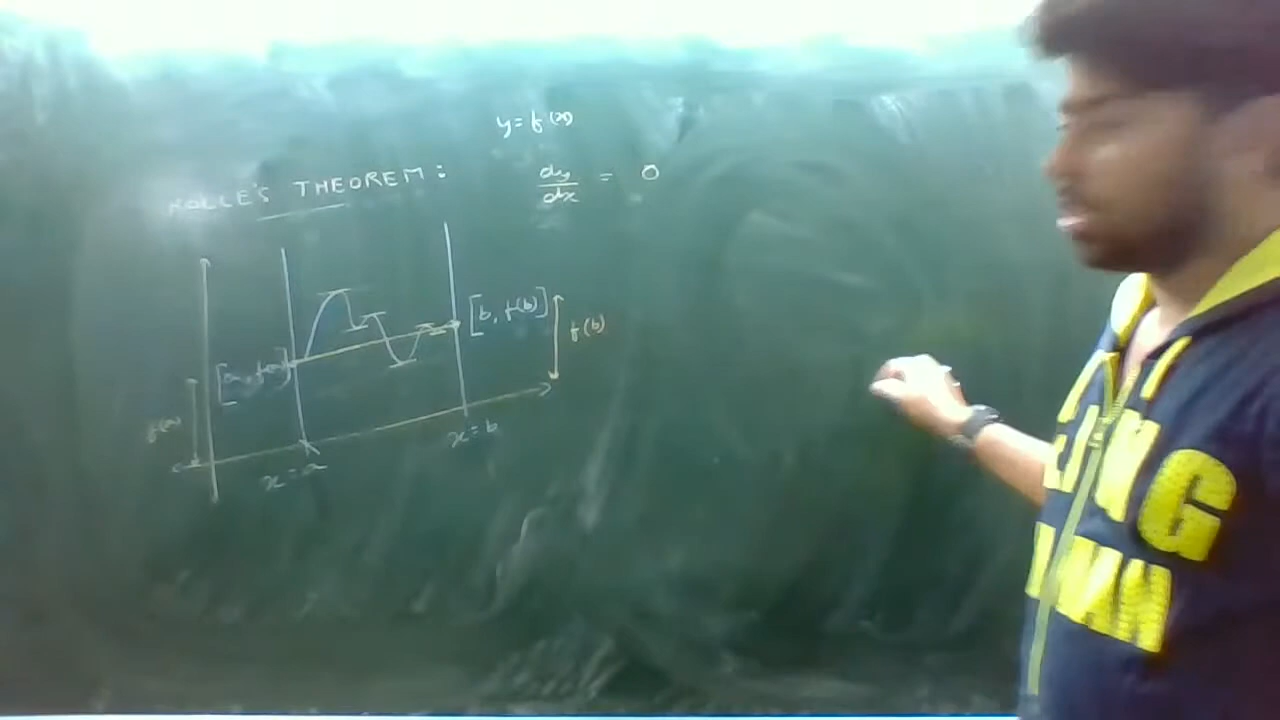 y = f(x)
ROLLE'S THEOREM:
dy/dx = 0
[b, f(b)]
f(b)
x = b
x = a